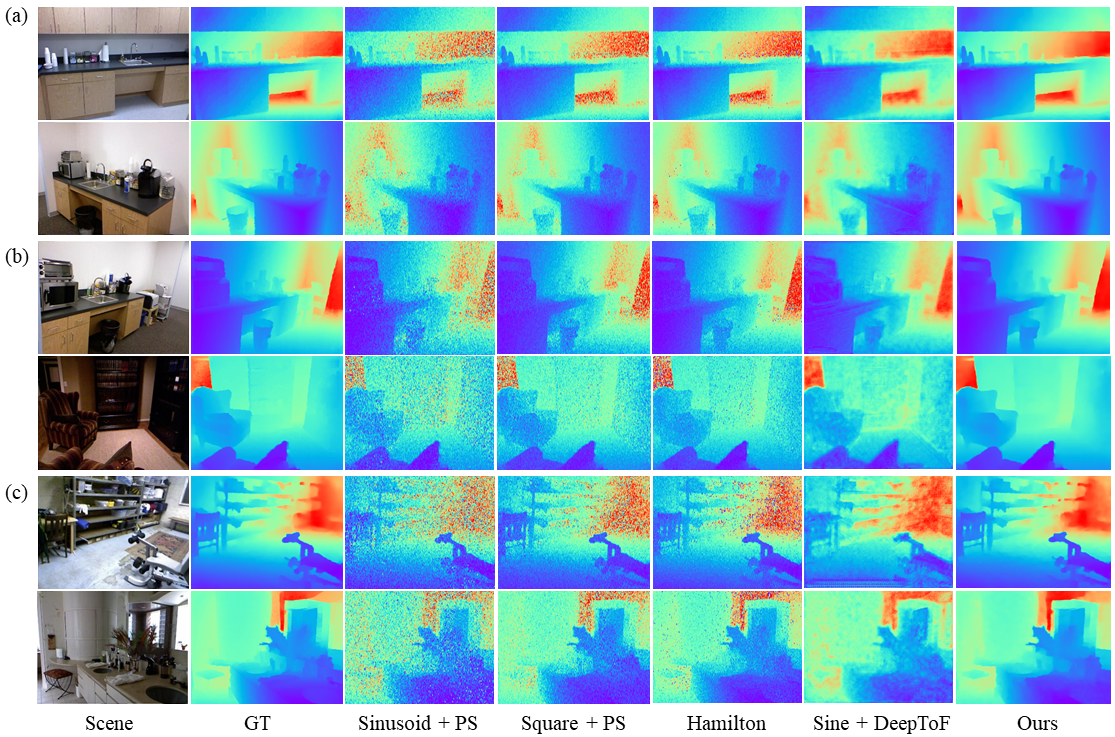 (a)
(b)
(c)
Scene GT Sinusoid + PS Square + PS Hamilton Sine + DeepToF Ours